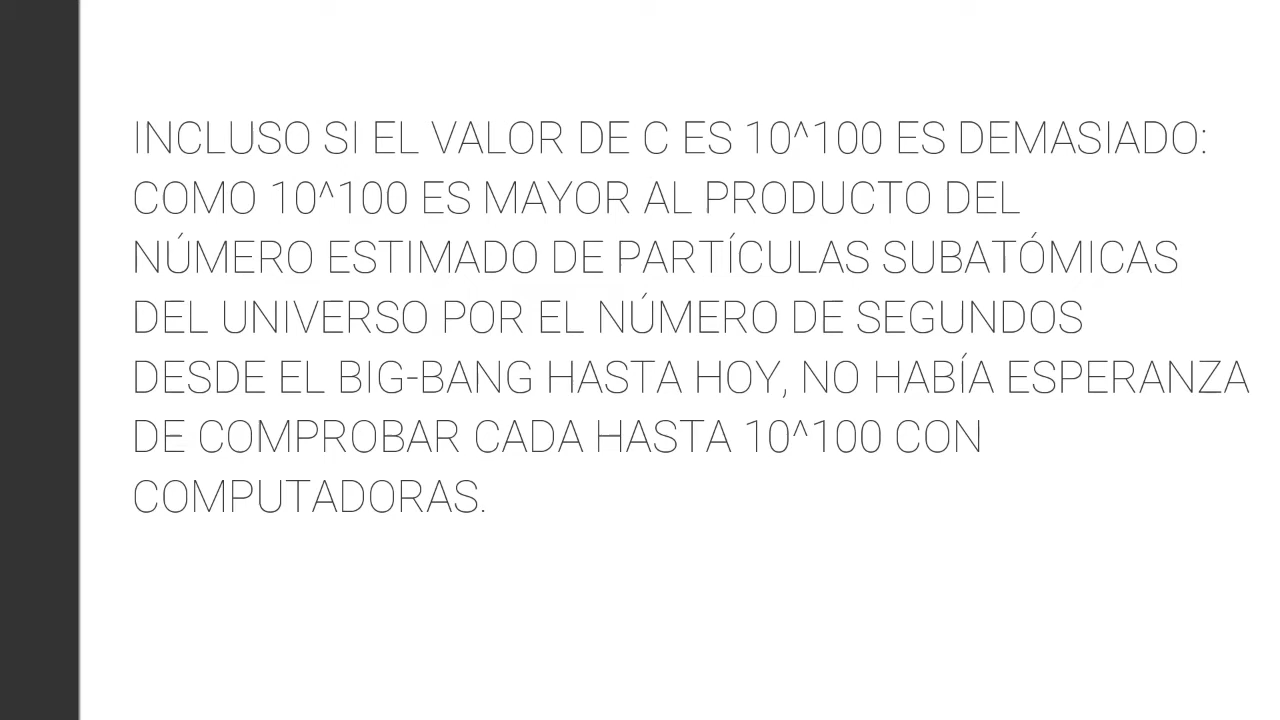 INCLUSO SI EL VALOR DE C ES 10^100 ES DEMASIADO:
COMO 10^100 ES MAYOR AL PRODUCTO DEL
NÚMERO ESTIMADO DE PARTÍCULAS SUBATÓMICAS
DEL UNIVERSO POR EL NÚMERO DE SEGUNDOS
DESDE EL BIG-BANG HASTA HOY, NO HABÍA ESPERANZA
DE COMPROBAR CADA HASTA 10^100 CON
COMPUTADORAS.